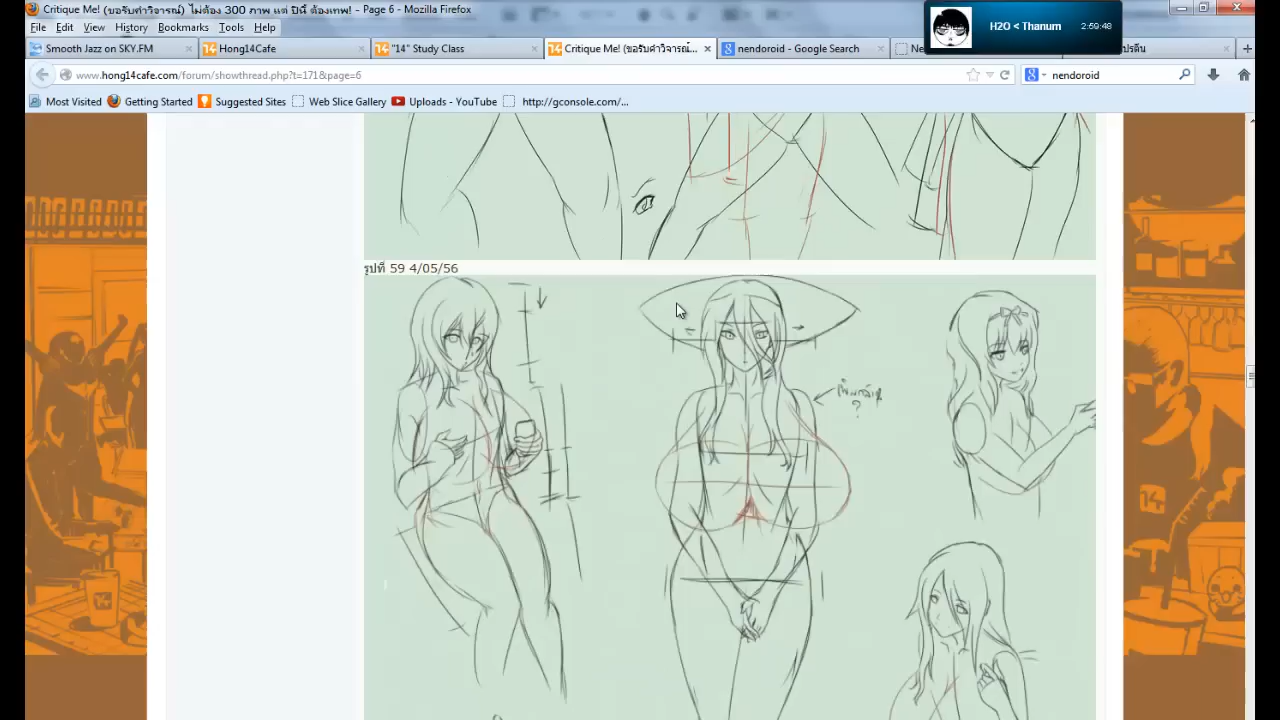 Critique Me! (ขอรับคำวิจารณ์) ไม่ต้อง 300 ภาพ แต่ ปีนี้ ต้องเทพ! - Page 6 - Mozilla Firefox
H2O < Thanum
2:59:48
File Edit View History Bookmarks Tools Help
Smooth Jazz on SKY.FM
Hong14Cafe
"14" Study Class
Critique Me! (ขอรับคำวิจารณ์...
nendoroid - Google Search
www.hong14cafe.com/forum/showthread.php?t=171&page=6
nendoroid
Most Visited Getting Started Suggested Sites Web Slice Gallery Uploads - YouTube http://gconsole.com/...
รูปที่ 59 4/05/56